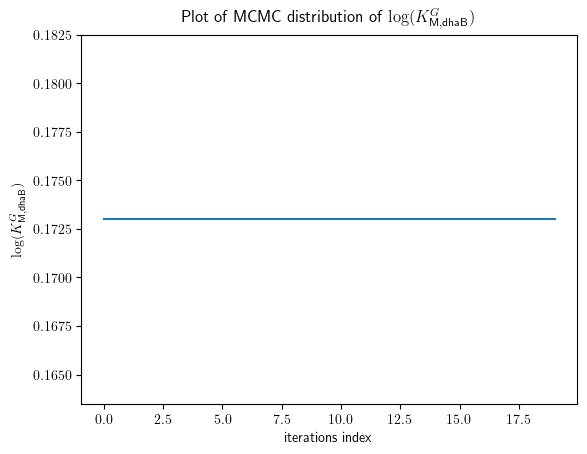 Plot of MCMC distribution of log(K^G_{M,dhaB})
log(K^G_{M,dhaB})
0.1825
0.1800
0.1775
0.1750
0.1725
0.1700
0.1675
0.1650
0.0 2.5 5.0 7.5 10.0 12.5 15.0 17.5
iterations index